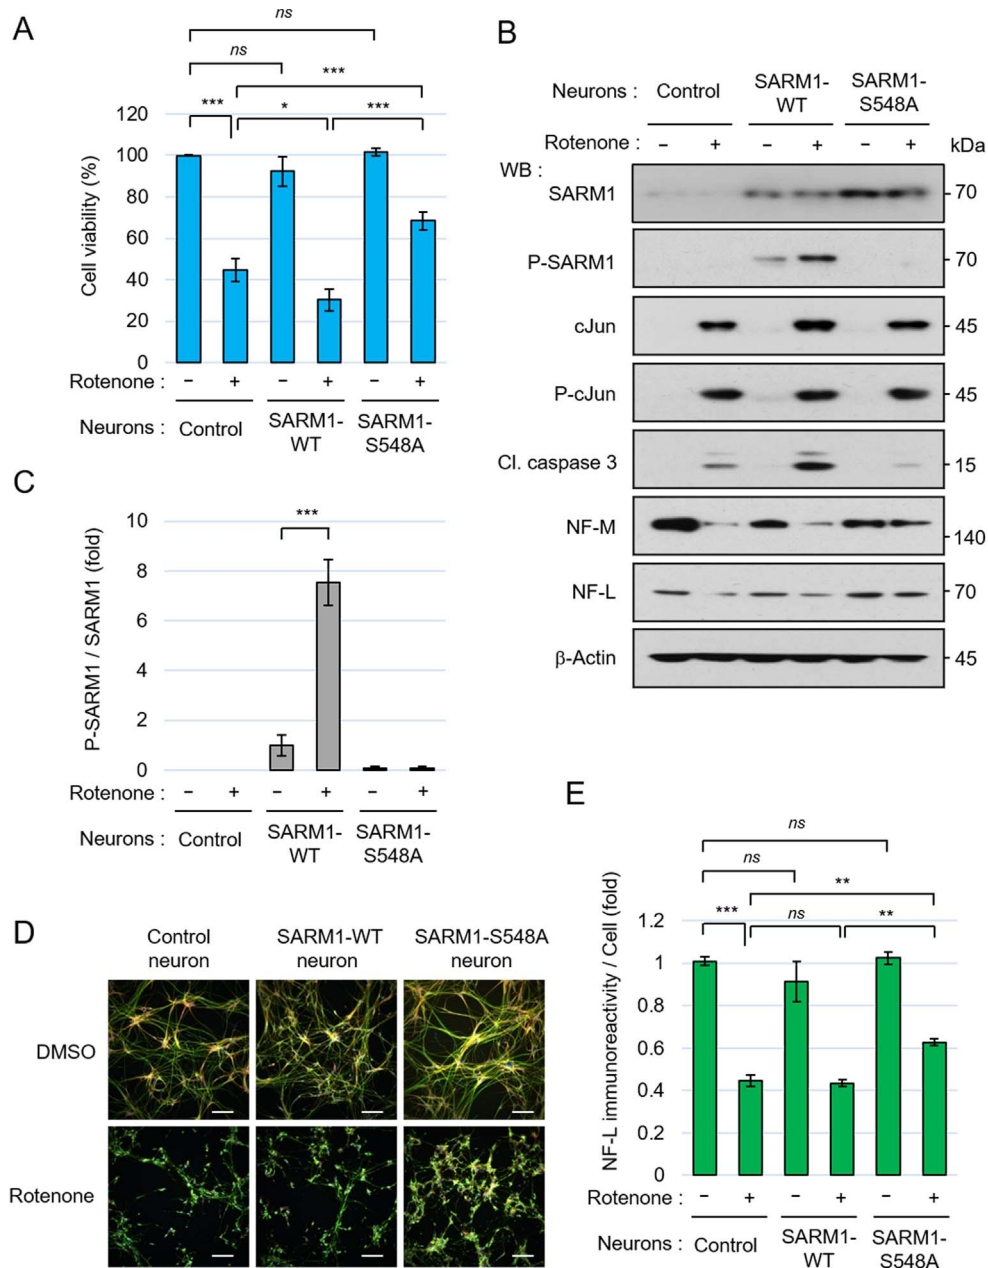 A
ns
ns
***
***
*
***
120
100
80
60
40
20
0
Cell viability (%)
Rotenone : − + − + − +
Neurons : Control SARM1-WT SARM1-S548A
B
Neurons : Control SARM1-WT SARM1-S548A
Rotenone : − + − + − + kDa
WB :
SARM1 70
P-SARM1 70
cJun 45
P-cJun 45
Cl. caspase 3 15
NF-M 140
NF-L 70
β-Actin 45
C
***
10
8
6
4
2
0
P-SARM1 / SARM1 (fold)
Rotenone : − + − + − +
Neurons : Control SARM1-WT SARM1-S548A
D
Control neuron SARM1-WT neuron SARM1-S548A neuron
DMSO
Rotenone
E
ns
ns
**
***
ns
**
1.2
1
0.8
0.6
0.4
0.2
0
NF-L immunoreactivity / Cell (fold)
Rotenone : − + − + − +
Neurons : Control SARM1-WT SARM1-S548A